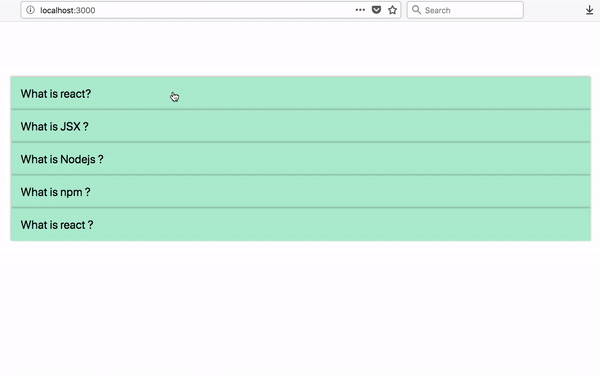 localhost:3000
Search
What is react?
What is JSX ?
What is Nodejs ?
What is npm ?
What is react ?